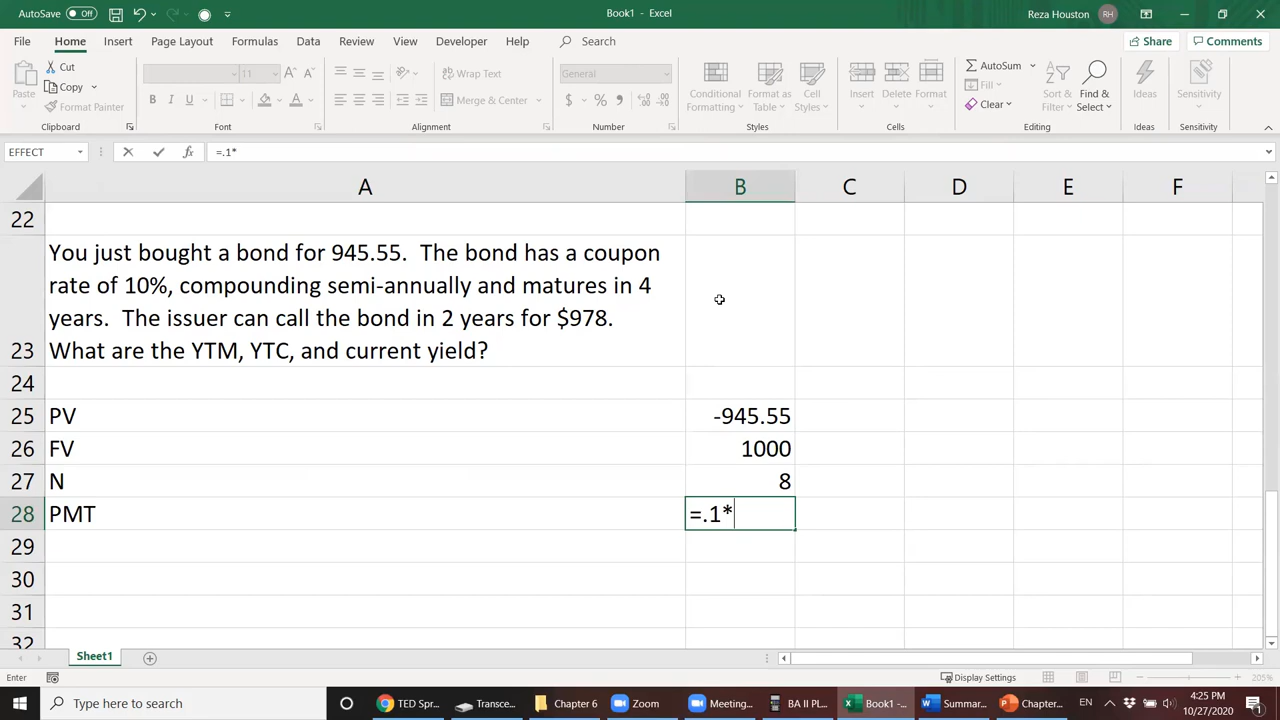 AutoSave Off
Book1 - Excel
Reza Houston RH
File Home Insert Page Layout Formulas Data Review View Developer Help Search Share Comments
Paste
Cut
Copy
Format Painter
11 A A
B I U A
Wrap Text
Merge & Center
General
$ % ,
Conditional Formatting
Format as Table
Cell Styles
Insert Delete Format
AutoSum
Fill
Clear
Sort & Filter
Find & Select
Ideas
Sensitivity
Clipboard Font Alignment Number Styles Cells Editing Ideas Sensitivity
EFFECT fx =.1*
A B C D E F
22
You just bought a bond for 945.55. The bond has a coupon
rate of 10%, compounding semi-annually and matures in 4
years. The issuer can call the bond in 2 years for $978.
23 What are the YTM, YTC, and current yield?
24
25 PV -945.55
26 FV 1000
27 N 8
28 PMT =.1*
29
30
31
32
Sheet1
Enter Display Settings 205%
Type here to search
TED Spr... Transce... Chapter 6 Zoom Meeting... BA II PL... Book1 -... Summar... Chapter... EN
4:25 PM
10/27/2020